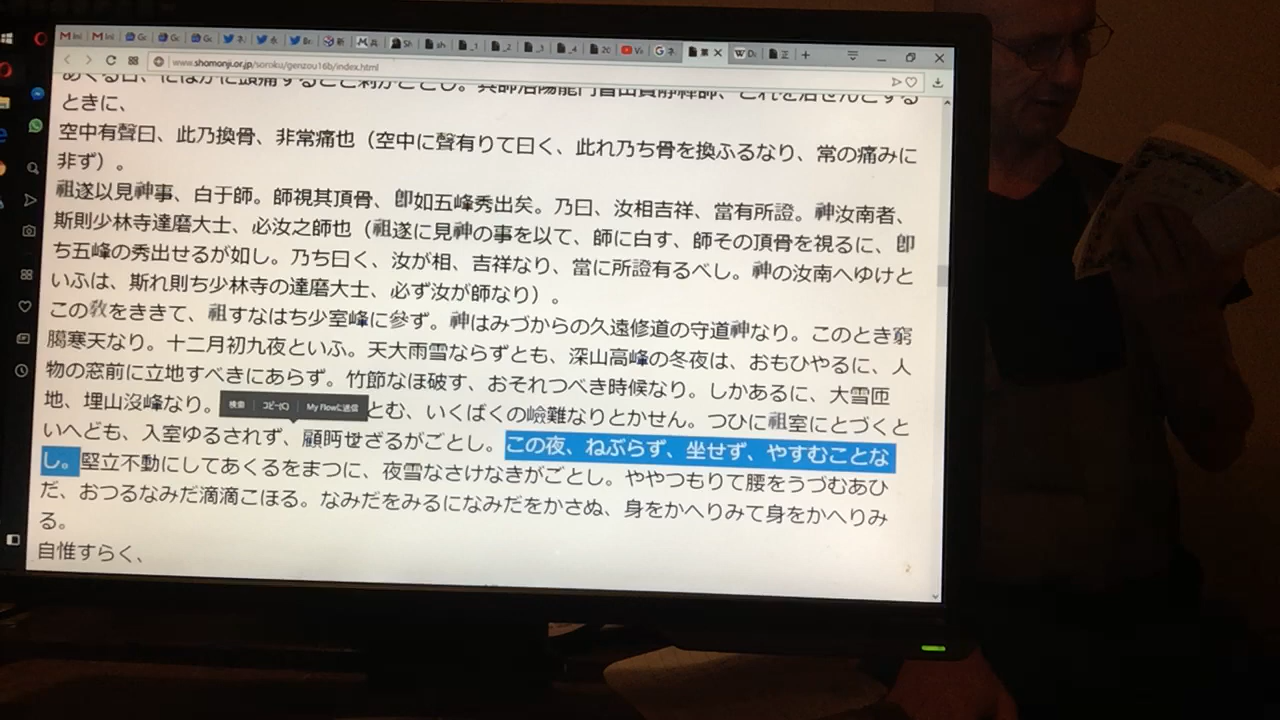 www.shomonji.or.jp/soroku/genzou16b/index.html
ときに、
空中有聲曰、此乃換骨、非常痛也（空中に聲有りて曰く、此れ乃ち骨を換ふるなり、常の痛みに
非ず）。
祖遂以見神事、白于師。師視其頂骨、卽如五峰秀出矣。乃曰、汝相吉祥、當有所證。神汝南者、
斯則少林寺達磨大士、必汝之師也（祖遂に見神の事を以て、師に白す、師その頂骨を視るに、卽
ち五峰の秀出せるが如し。乃ち曰く、汝が相、吉祥なり、當に所證有るべし。神の汝南へゆけと
いふは、斯れ則ち少林寺の達磨大士、必ず汝が師なり）。
この敎をききて、祖すなはち少室峰に參ず。神はみづからの久遠修道の守道神なり。このとき窮
臈寒天なり。十二月初九夜といふ。天大雨雪ならずとも、深山高峰の冬夜は、おもひやるに、人
物の窓前に立地すべきにあらず。竹節なほ破す、おそれつべき時候なり。しかあるに、大雪匝
地、埋山沒峰なり。
検索 コピー(C) My Flowに送信
とむ、いくばくの嶮難なりとかせん。つひに祖室にとづくと
いへども、入室ゆるされず、顧眄せざるがごとし。この夜、ねぶらず、坐せず、やすむことな
し。堅立不動にしてあくるをまつに、夜雪なさけなきがごとし。ややつもりて腰をうづむあひ
だ、おつるなみだ滴滴こほる。なみだをみるになみだをかさぬ、身をかへりみて身をかへりみ
る。
自惟すらく、